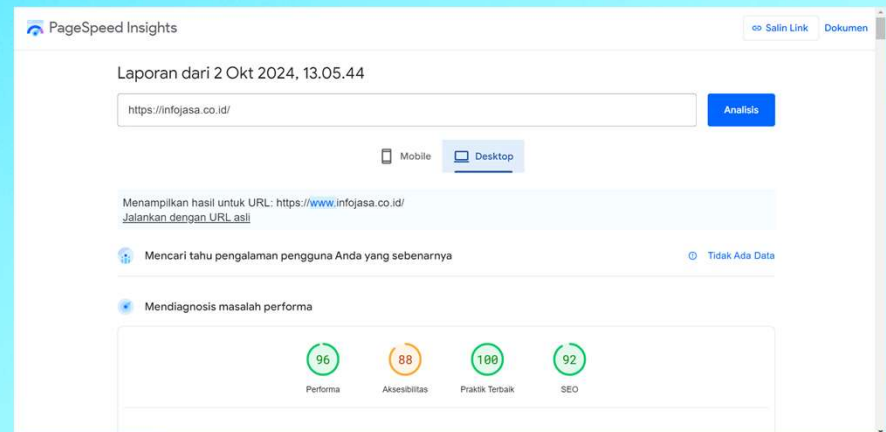 PageSpeed Insights
Salin Link
Dokumen
Laporan dari 2 Okt 2024, 13.05.44
https://infojasa.co.id/
Analisis
Mobile
Desktop
Menampilkan hasil untuk URL: https://www.infojasa.co.id/
Jalankan dengan URL asli
Mencari tahu pengalaman pengguna Anda yang sebenarnya
Tidak Ada Data
Mendiagnosis masalah performa
96
88
100
92
Performa
Aksesibilitas
Praktik Terbaik
SEO